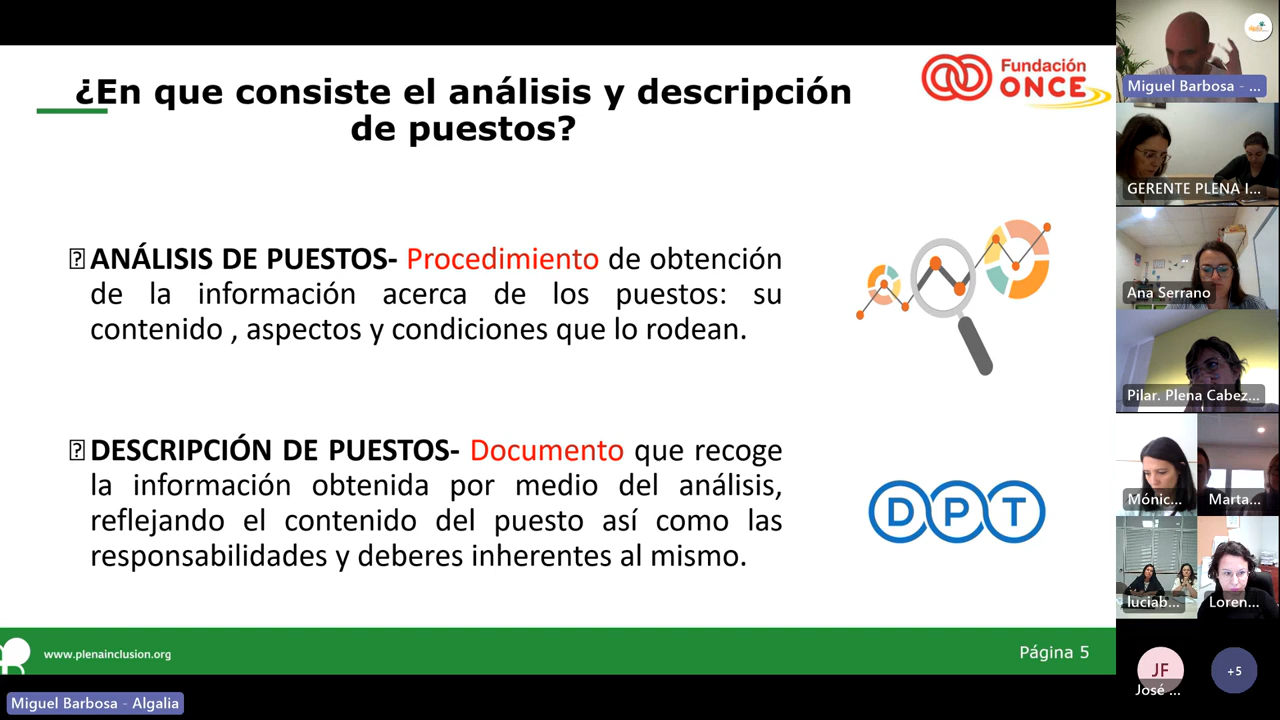 ¿En que consiste el análisis y descripción
de puestos?
Fundación
ONCE
ANÁLISIS DE PUESTOS- Procedimiento de obtención
de la información acerca de los puestos: su
contenido , aspectos y condiciones que lo rodean.
DESCRIPCIÓN DE PUESTOS- Documento que recoge
la información obtenida por medio del análisis,
reflejando el contenido del puesto así como las
responsabilidades y deberes inherentes al mismo.
DPT
www.plenainclusion.org
Página 5
Miguel Barbosa - Algalia
Miguel Barbosa - ...
GERENTE PLENA I...
Ana Serrano
Pilar. Plena Cabez...
Mónic...
Marta...
luciab...
Loren...
JF
José ...
+5